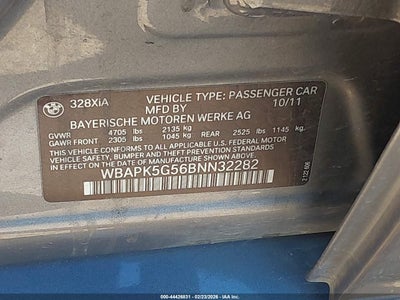 328XiA
VEHICLE TYPE: PASSENGER CAR
MFD BY 10/11
BAYERISCHE MOTOREN WERKE AG
GVWR 4705 lbs 2135 kg
GAWR FRONT 2305 lbs 1045 kg REAR 2525 lbs 1145 kg.
THIS VEHICLE CONFORMS TO ALL APPLICABLE
U.S. FEDERAL MOTOR VEHICLE SAFETY, BUMPER,
AND THEFT PREVENTION STANDARDS IN EFFECT
ON THE DATE OF MANUFACTURE SHOWN ABOVE.
WBAPK5G56BNN32282